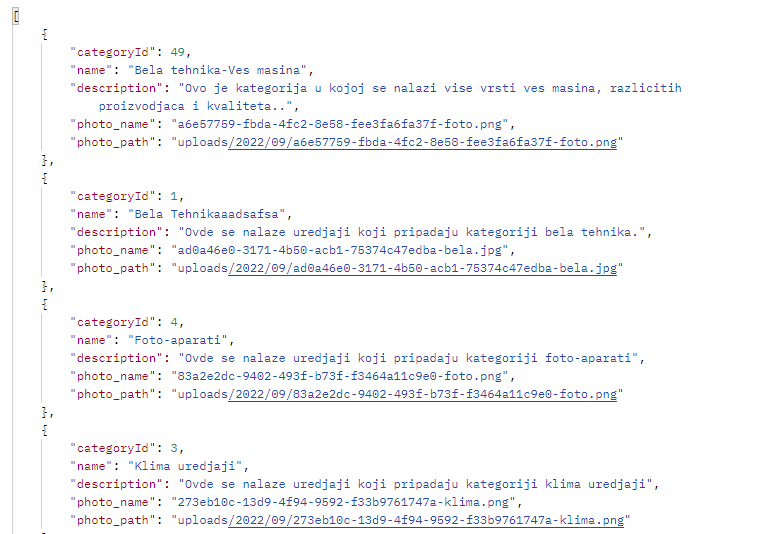 [
{
"categoryId": 49,
"name": "Bela tehnika-Ves masina",
"description": "Ovo je kategorija u kojoj se nalazi vise vrsti ves masina, razlicitih
proizvodjaca i kvaliteta..",
"photo_name": "a6e57759-fbda-4fc2-8e58-fee3fa6fa37f-foto.png",
"photo_path": "uploads/2022/09/a6e57759-fbda-4fc2-8e58-fee3fa6fa37f-foto.png"
},
{
"categoryId": 1,
"name": "Bela Tehnikaaadsafsa",
"description": "Ovde se nalaze uredjaji koji pripadaju kategoriji bela tehnika.",
"photo_name": "ad0a46e0-3171-4b50-acb1-75374c47edba-bela.jpg",
"photo_path": "uploads/2022/09/ad0a46e0-3171-4b50-acb1-75374c47edba-bela.jpg"
},
{
"categoryId": 4,
"name": "Foto-aparati",
"description": "Ovde se nalaze uredjaji koji pripadaju kategoriji foto-aparati",
"photo_name": "83a2e2dc-9402-493f-b73f-f3464a11c9e0-foto.png",
"photo_path": "uploads/2022/09/83a2e2dc-9402-493f-b73f-f3464a11c9e0-foto.png"
},
{
"categoryId": 3,
"name": "Klima uredjaji",
"description": "Ovde se nalaze uredjaji koji pripadaju kategoriji klima uredjaji",
"photo_name": "273eb10c-13d9-4f94-9592-f33b9761747a-klima.png",
"photo_path": "uploads/2022/09/273eb10c-13d9-4f94-9592-f33b9761747a-klima.png"